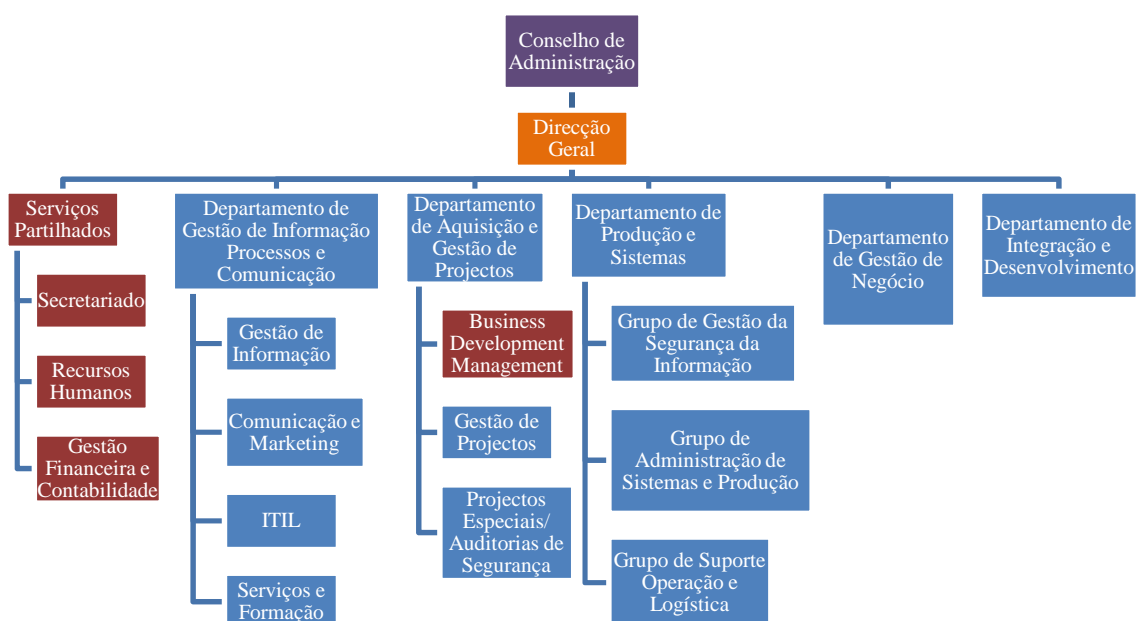 Conselho de
Administração
Direcção
Geral
Serviços
Partilhados
Secretariado
Recursos
Humanos
Gestão
Financeira e
Contabilidade
Departamento de
Gestão de Informação
Processos e
Comunicação
Gestão de
Informação
Comunicação e
Marketing
ITIL
Serviços e
Formação
Departamento
de Aquisição e
Gestão de
Projectos
Business
Development
Management
Gestão de
Projectos
Projectos
Especiais/
Auditorias de
Segurança
Departamento de
Produção e
Sistemas
Grupo de Gestão da
Segurança da
Informação
Grupo de
Administração de
Sistemas e Produção
Grupo de Suporte
Operação e
Logística
Departamento
de Gestão de
Negócio
Departamento de
Integração e
Desenvolvimento